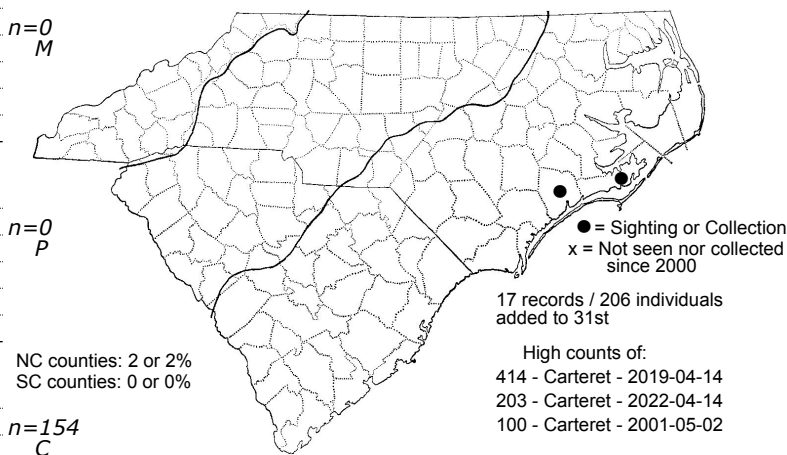 n=0
M
n=0
P
● = Sighting or Collection
x = Not seen nor collected
since 2000
17 records / 206 individuals
added to 31st
NC counties: 2 or 2%
SC counties: 0 or 0%
High counts of:
414 - Carteret - 2019-04-14
203 - Carteret - 2022-04-14
100 - Carteret - 2001-05-02
n=154
C